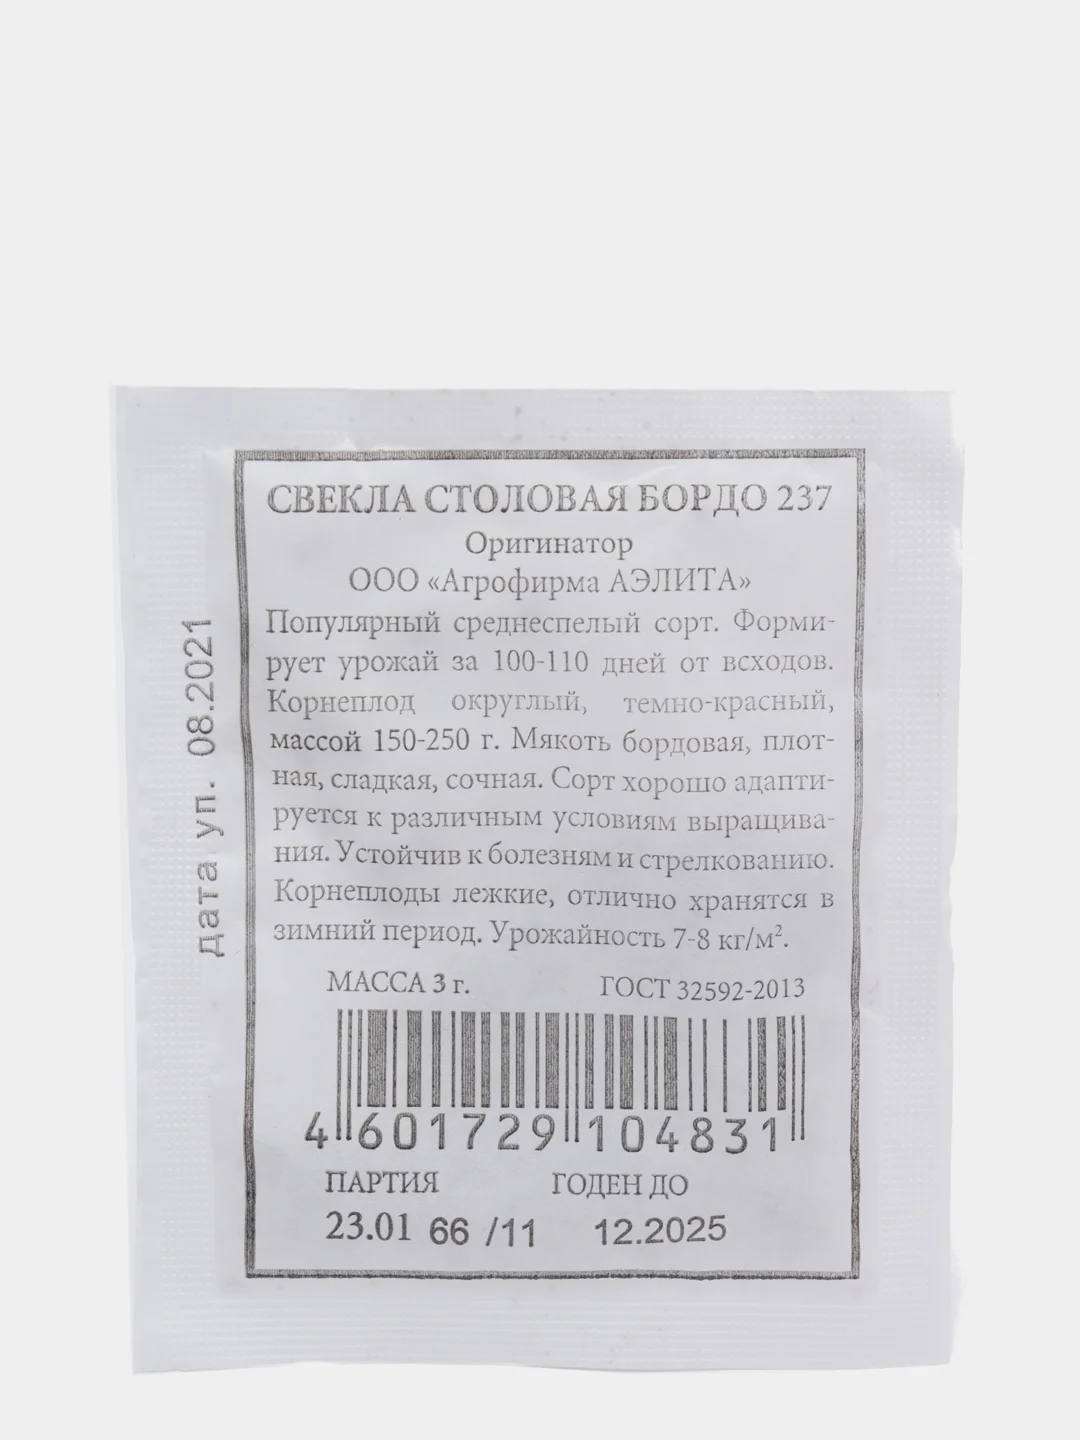 СВЕКЛА СТОЛОВАЯ БОРДО 237
Оригинатор
ООО «Агрофирма АЭЛИТА»
Популярный среднеспелый сорт. Форми-
рует урожай за 100-110 дней от всходов.
Корнеплод округлый, темно-красный,
массой 150-250 г. Мякоть бордовая, плот-
ная, сладкая, сочная. Сорт хорошо адапти-
руется к различным условиям выращива-
ния. Устойчив к болезням и стрелкованию.
Корнеплоды лежкие, отлично хранятся в
зимний период. Урожайность 7-8 кг/м².
МАССА 3 г. ГОСТ 32592-2013
4 601729 104831
ПАРТИЯ ГОДЕН ДО
23.01 66 /11 12.2025
дата уп. 08.2021